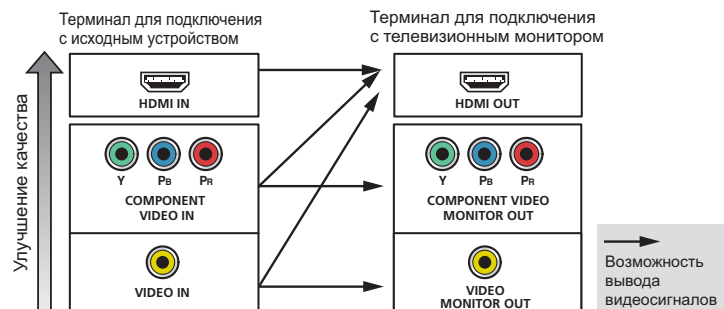 Терминал для подключения
с исходным устройством
Терминал для подключения
с телевизионным монитором
Улучшение качества
HDMI IN
HDMI OUT
Y PB PR
COMPONENT
VIDEO IN
Y PB PR
COMPONENT VIDEO
MONITOR OUT
VIDEO IN
VIDEO
MONITOR OUT
Возможность
вывода
видеосигналов